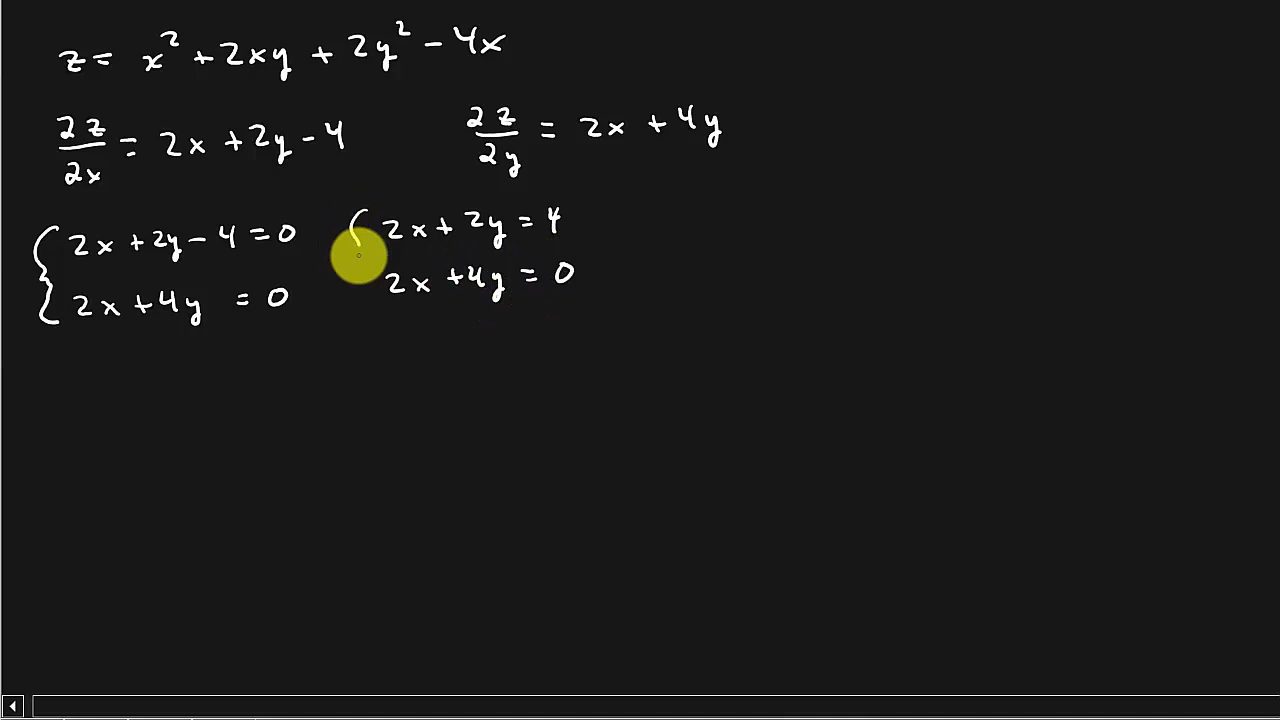 z = x² + 2xy + 2y² - 4x
∂z/∂x = 2x + 2y - 4    ∂z/∂y = 2x + 4y
{ 2x + 2y - 4 = 0    ( 2x + 2y = 4
2x + 4y = 0    2x + 4y = 0